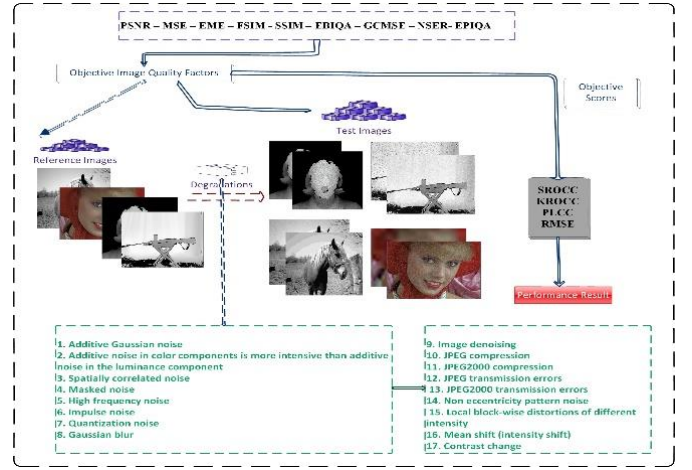 PSNR – MSE – EME – FSIM – SSIM – EBIQA – GCMSE – NSER- EPIQA
Objective Image Quality Factors
Objective
Scores
Test Images
Reference Images
Degradations
SROCC
KROCC
PLCC
RMSE
Performance Result
1. Additive Gaussian noise
2. Additive noise in color components is more intensive than additive
noise in the luminance component
3. Spatially correlated noise
4. Masked noise
5. High frequency noise
6. Impulse noise
7. Quantization noise
8. Gaussian blur
9. Image denoising
10. JPEG compression
11. JPEG2000 compression
12. JPEG transmission errors
13. JPEG2000 transmission errors
14. Non eccentricity pattern noise
15. Local block-wise distortions of different
intensity
16. Mean shift (intensity shift)
17. Contrast change